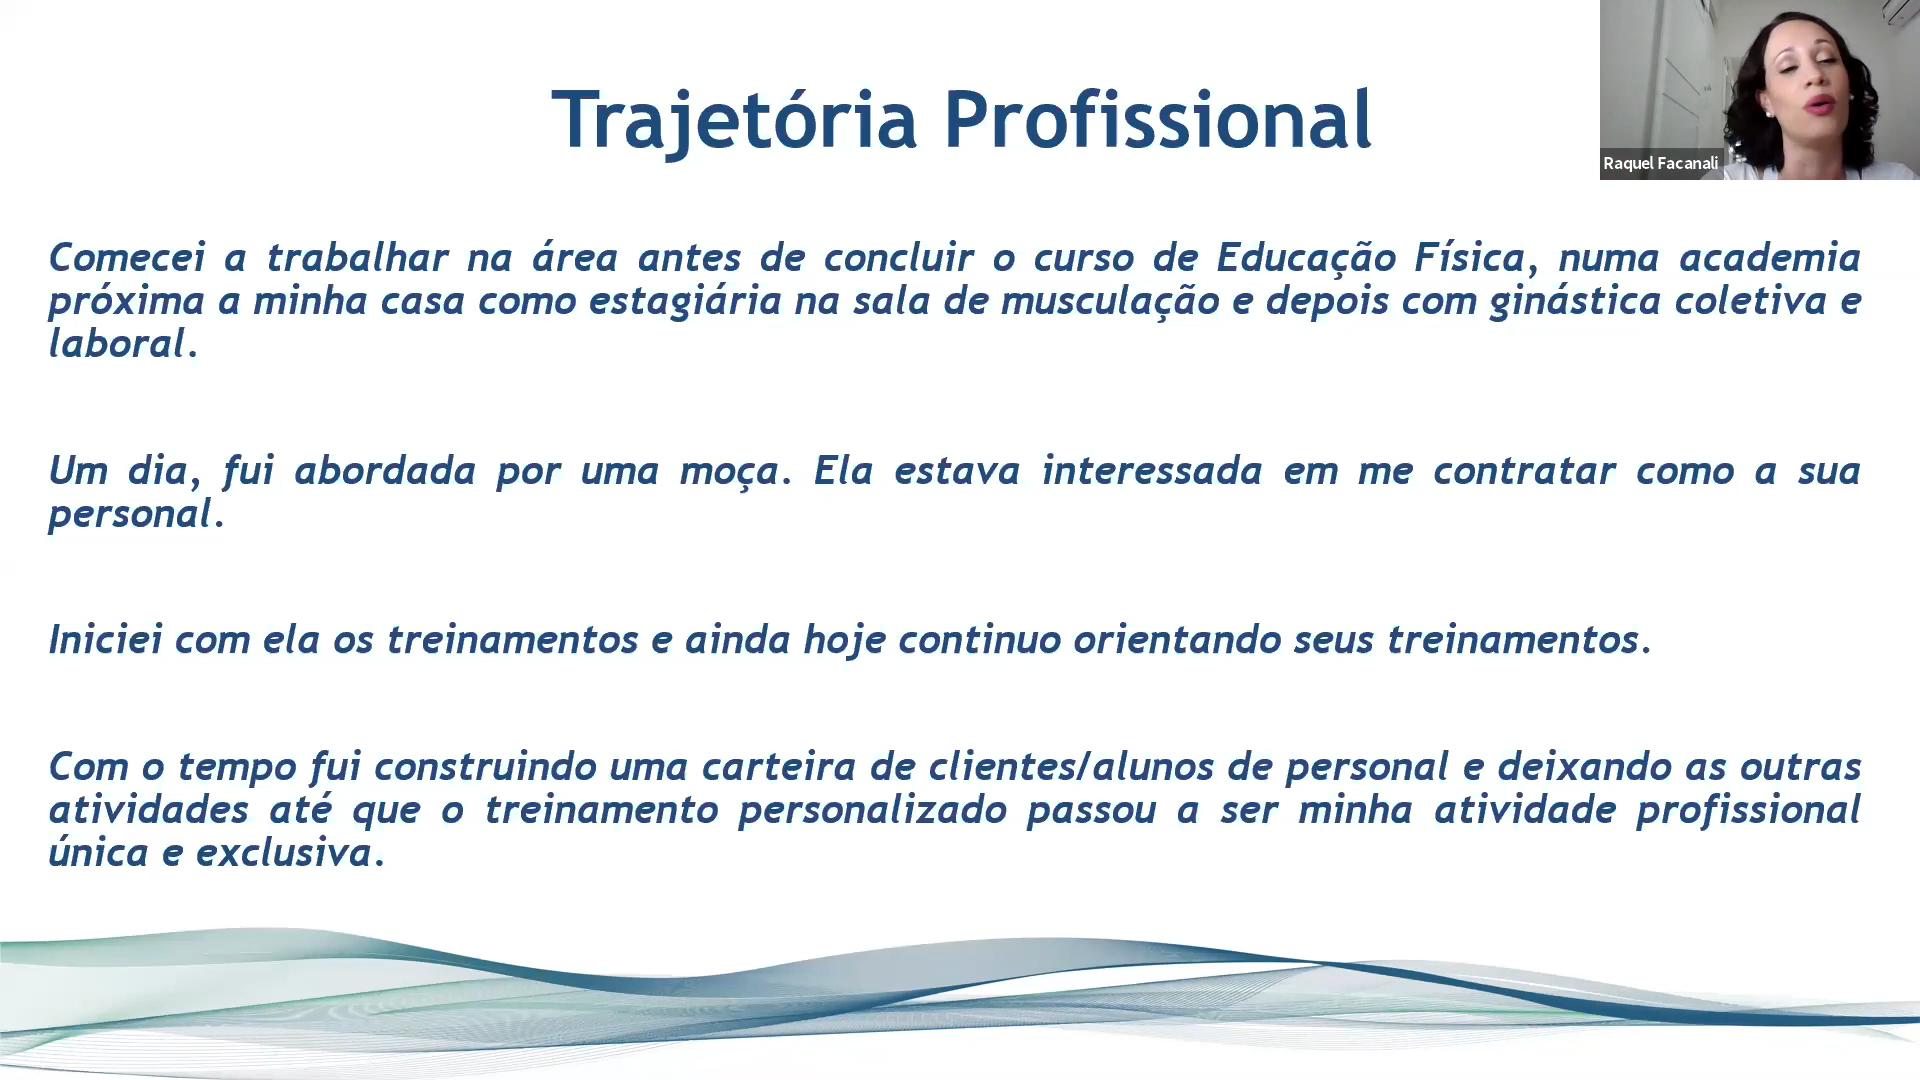 Trajetória Profissional
Raquel Facanali
Comecei a trabalhar na área antes de concluir o curso de Educação Física, numa academia
próxima a minha casa como estagiária na sala de musculação e depois com ginástica coletiva e
laboral.
Um dia, fui abordada por uma moça. Ela estava interessada em me contratar como a sua
personal.
Iniciei com ela os treinamentos e ainda hoje continuo orientando seus treinamentos.
Com o tempo fui construindo uma carteira de clientes/alunos de personal e deixando as outras
atividades até que o treinamento personalizado passou a ser minha atividade profissional
única e exclusiva.